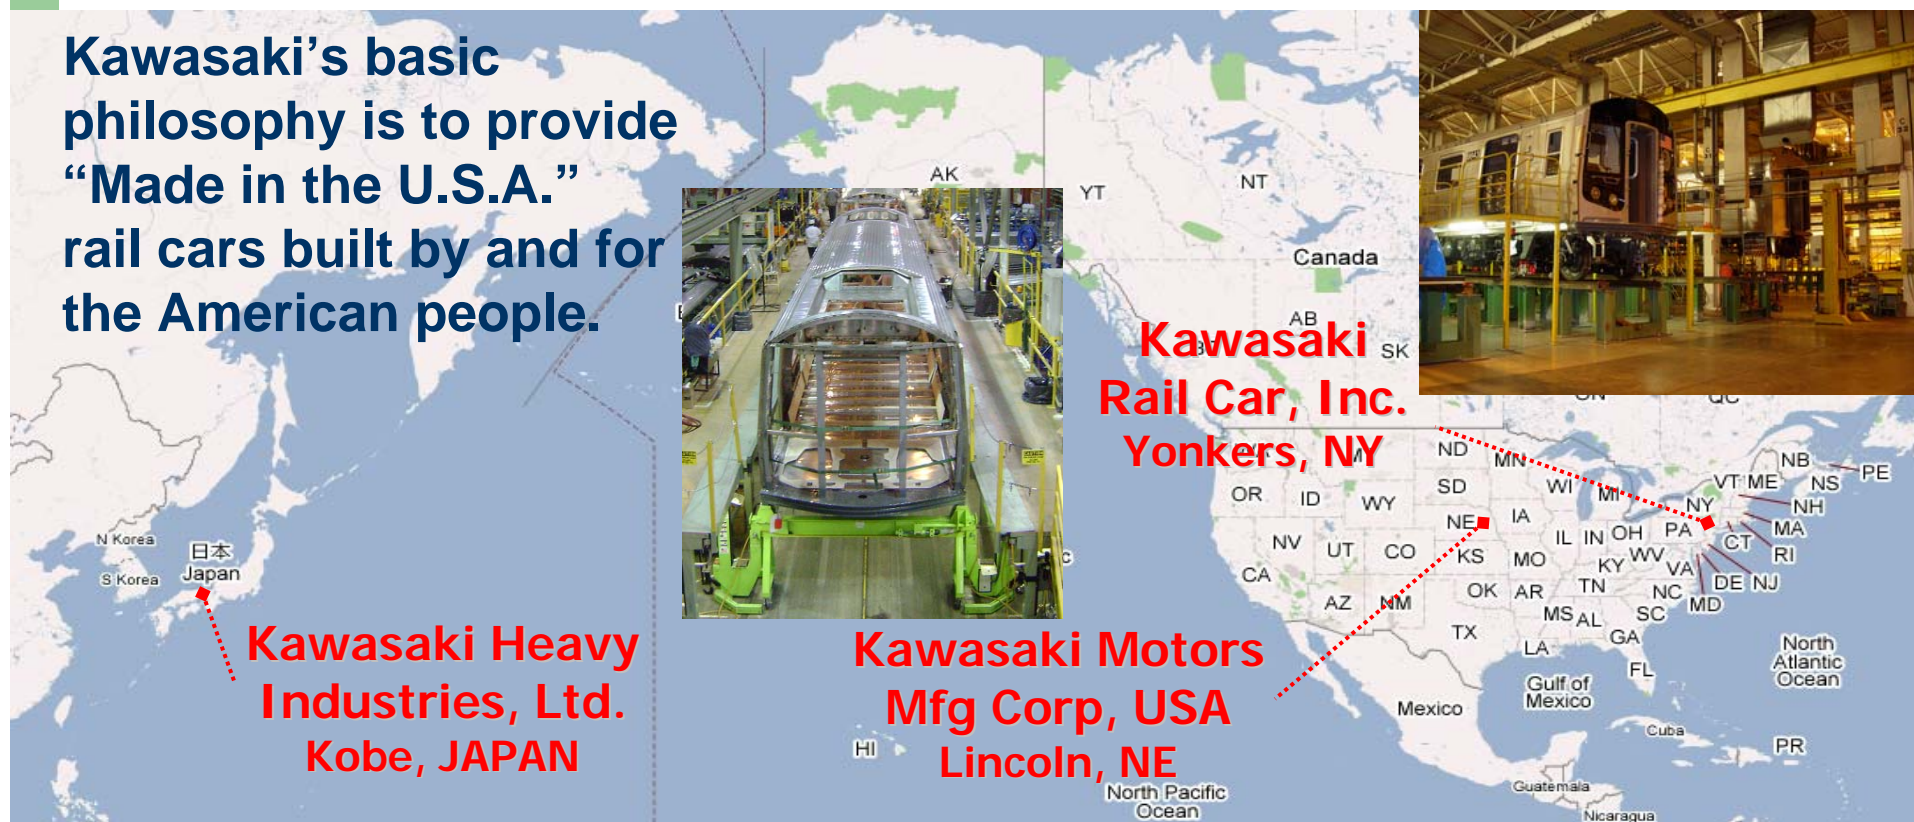 Kawasaki’s basic
philosophy is to provide
“Made in the U.S.A.”
rail cars built by and for
the American people.
AK
YT
NT
Canada
AB
SK
QC
Kawasaki
Rail Car, Inc.
Yonkers, NY
ND
MN
NB
PE
OR
ID
WY
SD
WI
MI
VT
ME
NS
NY
NH
NE
IA
PA
MA
NV
UT
CO
KS
MO
IL
IN
OH
WV
CT
RI
CA
KY
VA
DE
NJ
AZ
NM
OK
AR
TN
NC
MD
MS
AL
SC
TX
LA
GA
FL
N Korea
S Korea
日本
Japan
Kawasaki Heavy
Industries, Ltd.
Kobe, JAPAN
Kawasaki Motors
Mfg Corp, USA
Lincoln, NE
HI
North Pacific
Ocean
Mexico
Gulf of
Mexico
North
Atlantic
Ocean
Cuba
PR
Guatemala
Nicaragua